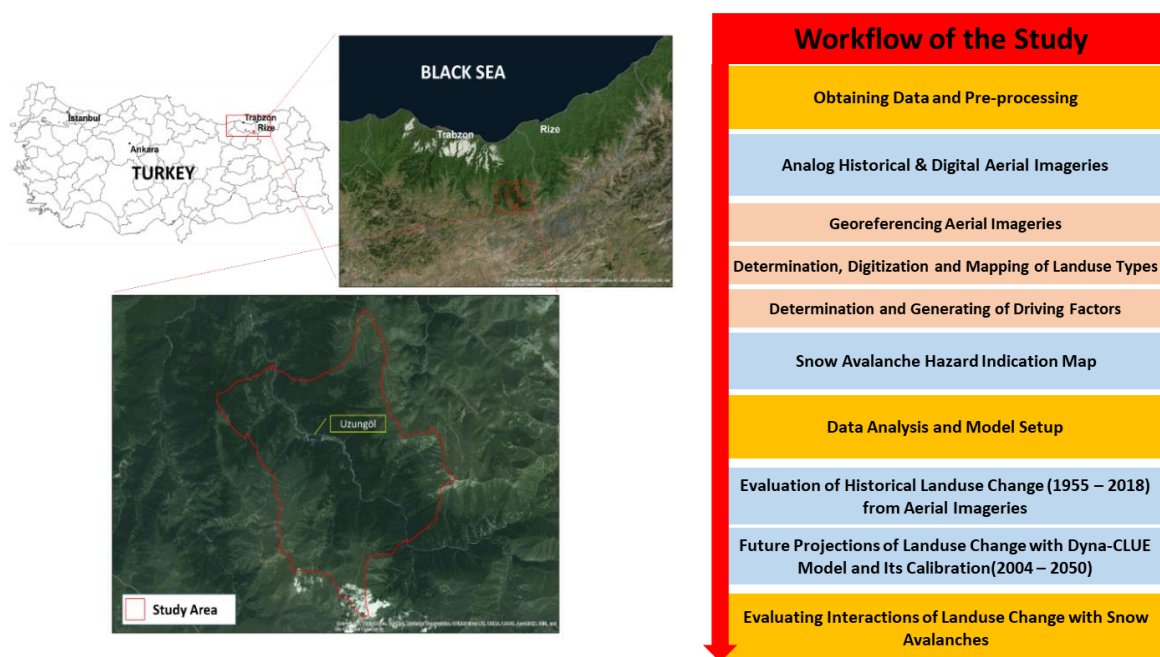 İstanbul
Ankara
TURKEY
Trabzon
Rize
BLACK SEA
Trabzon
Rize
Uzungöl
Study Area
Workflow of the Study
Obtaining Data and Pre-processing
Analog Historical & Digital Aerial Imageries
Georeferencing Aerial Imageries
Determination, Digitization and Mapping of Landuse Types
Determination and Generating of Driving Factors
Snow Avalanche Hazard Indication Map
Data Analysis and Model Setup
Evaluation of Historical Landuse Change (1955 – 2018)
from Aerial Imageries
Future Projections of Landuse Change with Dyna-CLUE
Model and Its Calibration(2004 – 2050)
Evaluating Interactions of Landuse Change with Snow
Avalanches